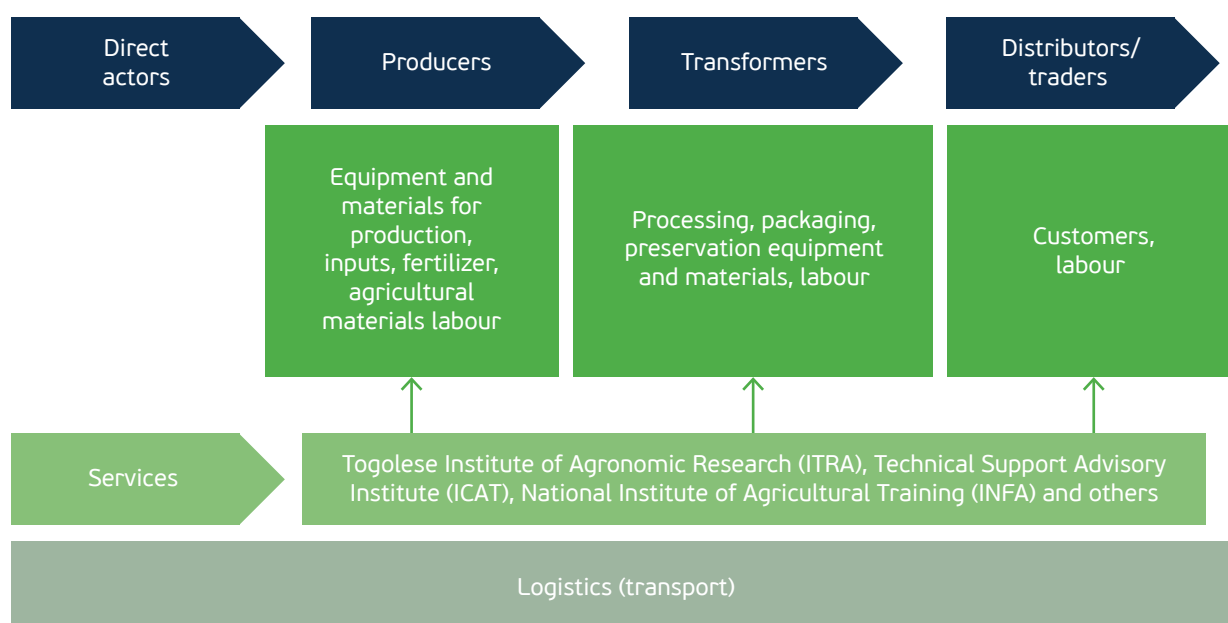 Direct
actors
Producers
Transformers
Distributors/
traders
Equipment and
materials for
production,
inputs, fertilizer,
agricultural
materials labour
Processing, packaging,
preservation equipment
and materials, labour
Customers,
labour
Services
Togolese Institute of Agronomic Research (ITRA), Technical Support Advisory
Institute (ICAT), National Institute of Agricultural Training (INFA) and others
Logistics (transport)